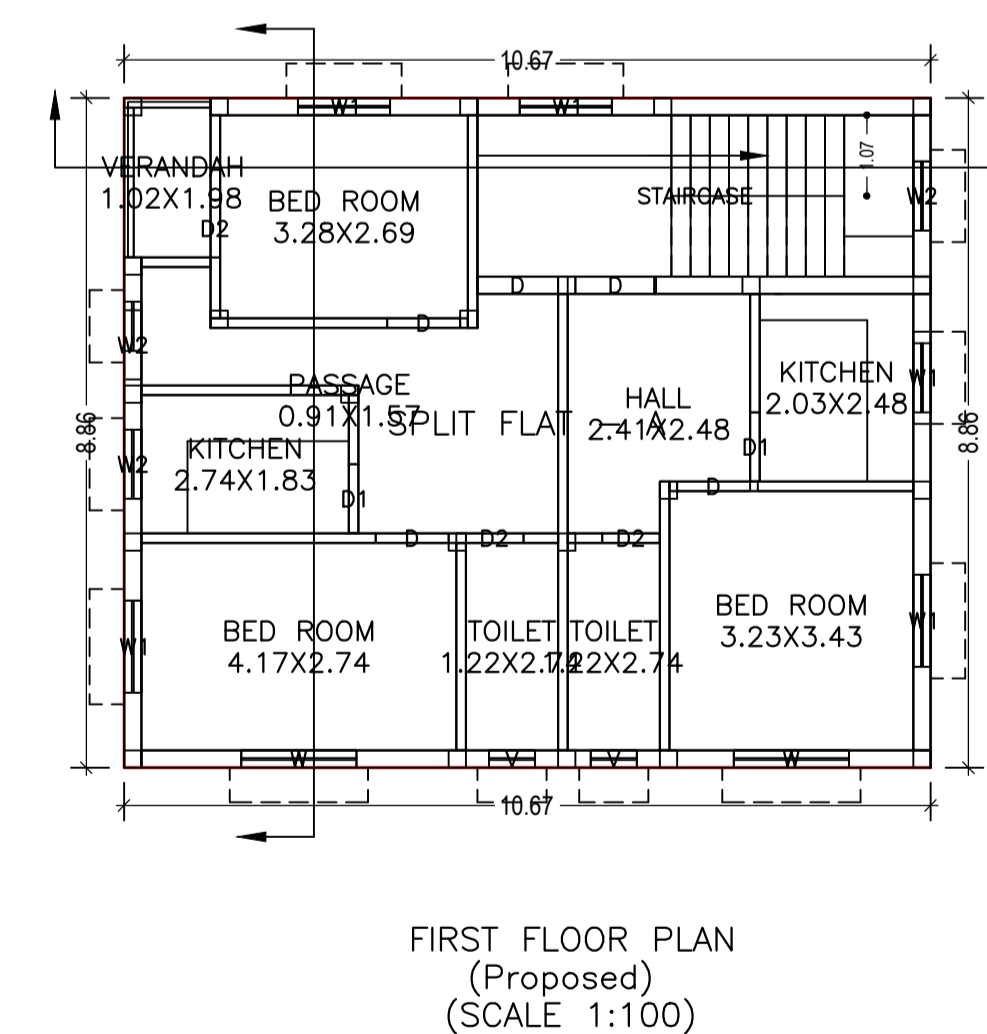 10.67
W1
W1
VERANDAH
1.02X1.98
D2
BED ROOM
3.28X2.69
STAIRCASE
1.07
W2
D
D
D
W2
PASSAGE
0.91X1.57
SPLIT FLAT - A
HALL
2.41X2.48
KITCHEN
2.03X2.48
W1
8.86
8.86
KITCHEN
2.74X1.83
W2
D1
D1
D
D
D2
D2
BED ROOM
4.17X2.74
TOILET
1.22X2.74
TOILET
1.22X2.74
BED ROOM
3.23X3.43
W1
W1
W
V
V
W
10.67
FIRST FLOOR PLAN
(Proposed)
(SCALE 1:100)